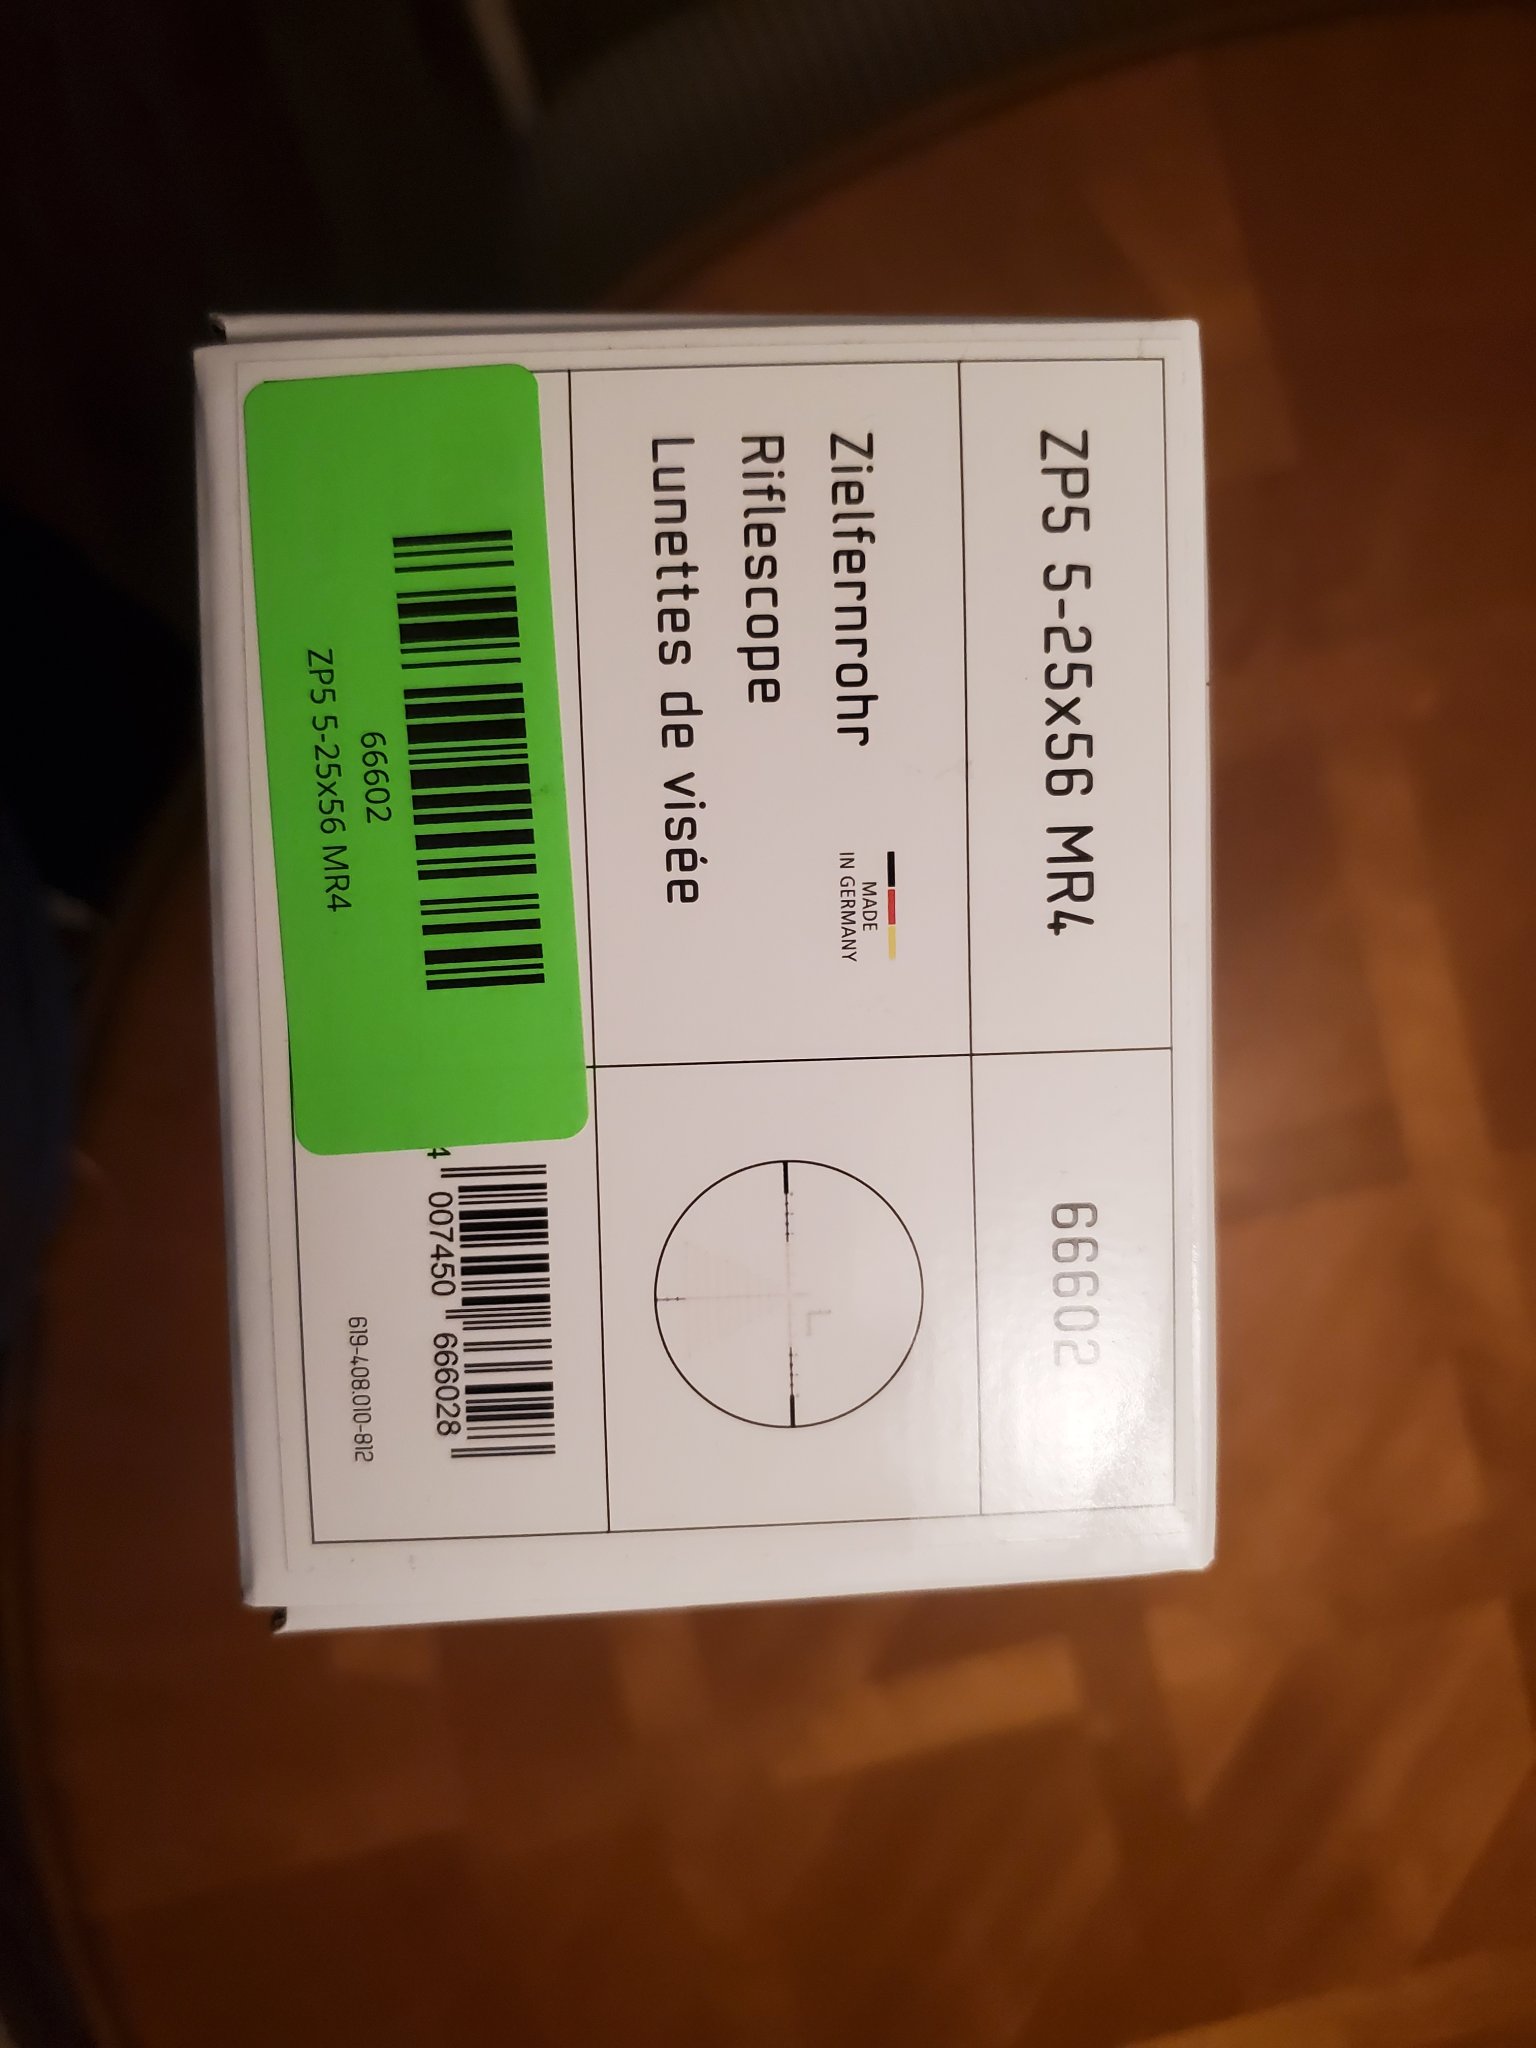 ZP5 5-25x56 MR4
66602
Zielfernrohr
Riflescope
Lunettes de visée
MADE
IN GERMANY
66602
ZP5 5-25x56 MR4
4 007450 666028
619-408.010-812